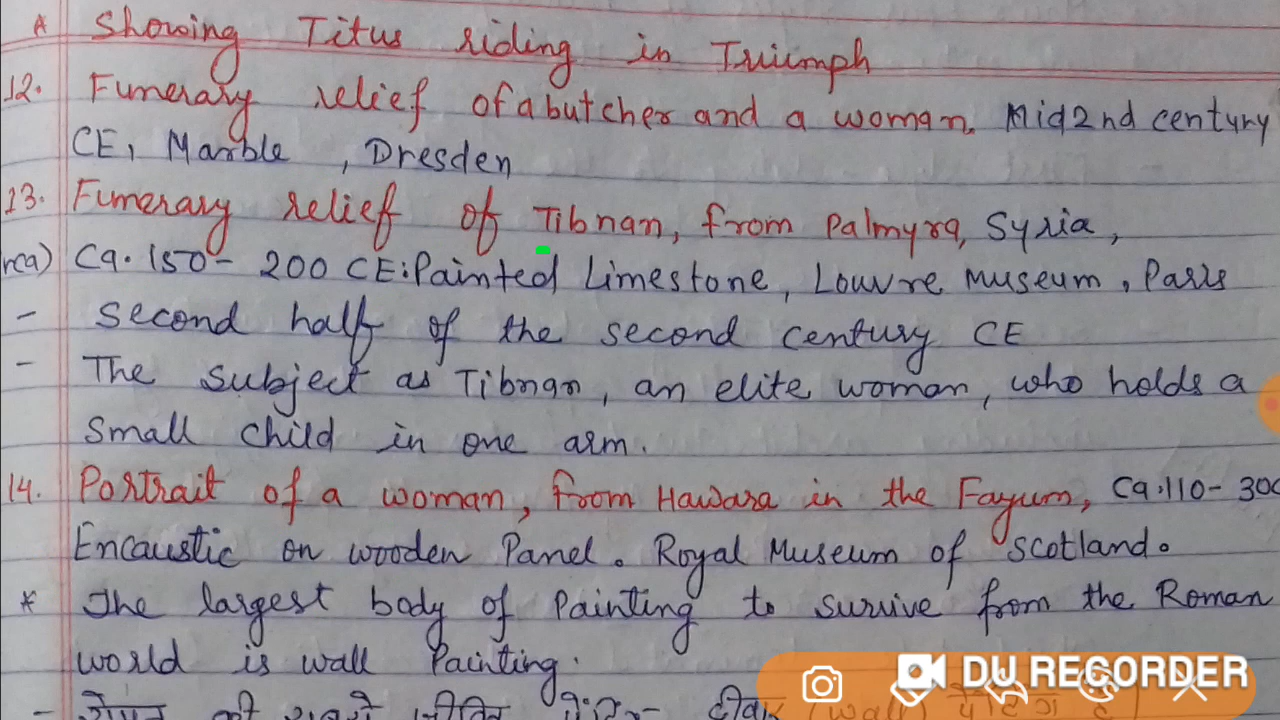 * Showing Titus riding in Triumph
12. Funerary relief of a butcher and a woman. Mid 2nd century
CE, Marble, Dresden
13. Funerary relief of Tibnan, from Palmyra, Syria,
Ca. 150 - 200 CE: Painted Limestone, Louvre Museum, Paris
- Second half of the second century CE
- The subject as Tibnan, an elite woman, who holds a
Small child in one arm.
14. Portrait of a woman, from Hawara in the Fayum, Ca. 110 - 300
Encaustic on wooden Panel. Royal Museum of Scotland.
* The largest body of Painting to survive from the Roman
world is wall Painting.
DU RECORDER
- रोमन की सबसे दीवार (wall)